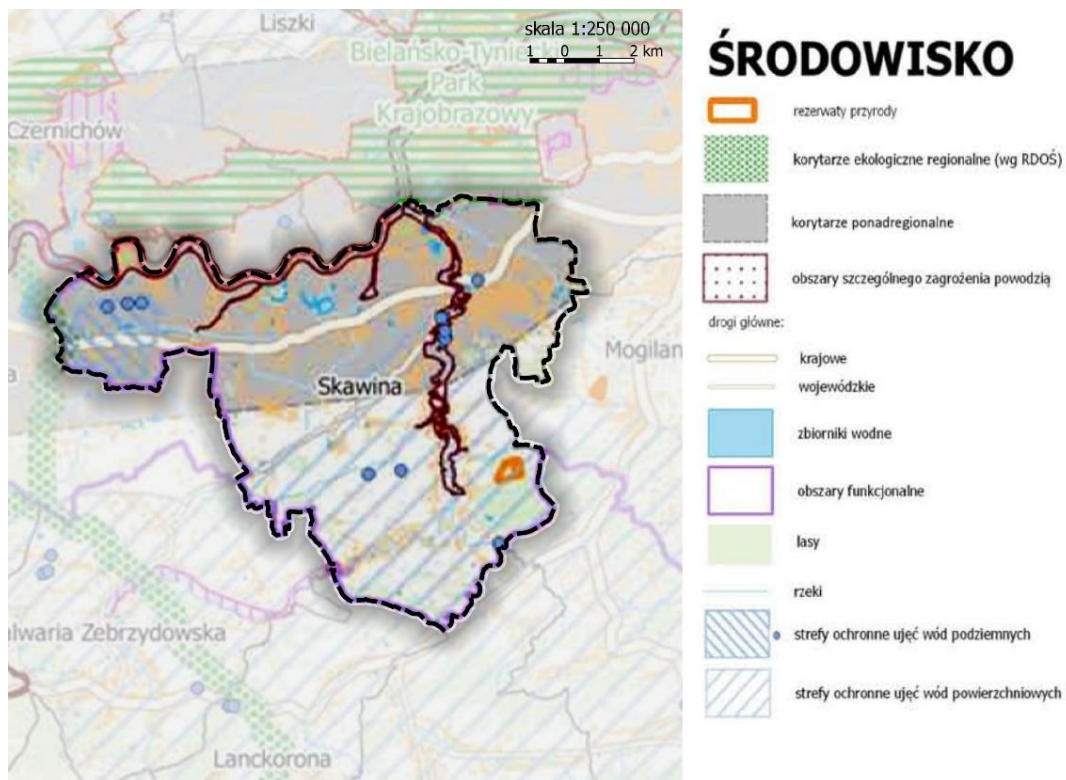 Liszki
skala 1:250 000
1 0 1 2 km
Bielańsko-Tyniecki
Park
Krajobrazowy
Czernichów
Mogilan
Skawina
a
alwaria Zebrzydowska
Lanckorona
ŚRODOWISKO
rezerwaty przyrody
korytarze ekologiczne regionalne (wg RDOŚ)
korytarze ponadregionalne
obszary szczególnego zagrożenia powodzią
drogi główne:
krajowe
wojewódzkie
zbiorniki wodne
obszary funkcjonalne
lasy
rzeki
strefy ochronne ujęć wód podziemnych
strefy ochronne ujęć wód powierzchniowych